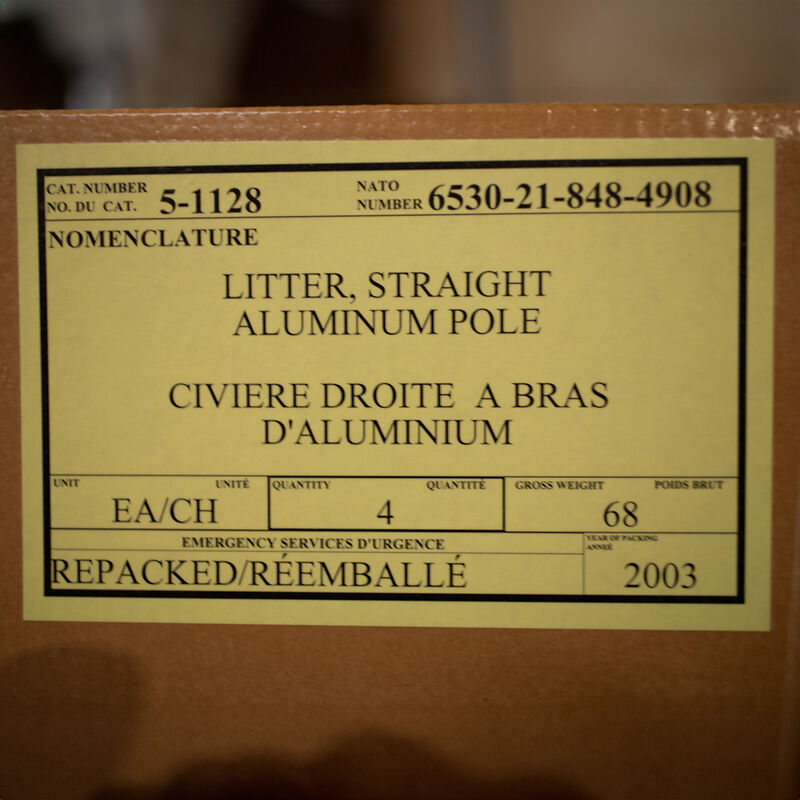 CAT. NUMBER
NO. DU CAT. 5-1128
NATO
NUMBER 6530-21-848-4908
NOMENCLATURE
LITTER, STRAIGHT
ALUMINUM POLE
CIVIERE DROITE A BRAS
D'ALUMINIUM
UNIT UNITÉ
EA/CH
QUANTITY QUANTITÉ
4
GROSS WEIGHT POIDS BRUT
68
EMERGENCY SERVICES D'URGENCE
REPACKED/RÉEMBALLÉ
YEAR OF PACKING
ANNÉE
2003